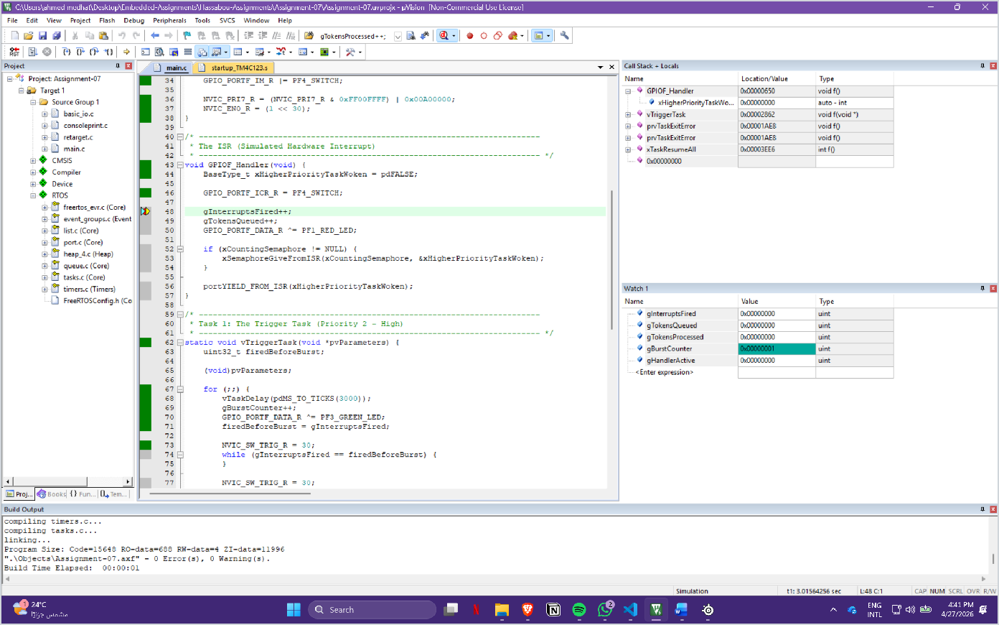 C:\Users\ahmed medhat\Desktop\Embedded-Assignments\Hassabou-Assignments\Assignment-07\Assignment-07.uvprojx - µVision [Non-Commercial Use License]
File Edit View Project Flash Debug Peripherals Tools SVCS Window Help
gTokensProcessed++;
RST
Project
Project: Assignment-07
Target 1
Source Group 1
basic_io.c
consoleprint.c
retarget.c
main.c
CMSIS
Compiler
Device
RTOS
freertos_evr.c (Core)
event_groups.c (Event
list.c (Core)
port.c (Core)
heap_4.c (Heap)
queue.c (Core)
tasks.c (Core)
timers.c (Timers)
FreeRTOSConfig.h (Co
Proj... Books {} Fun... Tem...
main.c startup_TM4C123.s
34 GPIO_PORTF_IM_R |= PF4_SWITCH;
35
36 NVIC_PRI7_R = (NVIC_PRI7_R & 0xFF00FFFF) | 0x00A00000;
37 NVIC_EN0_R = (1 << 30);
38 }
39
40 /* --------------------------------------------------------------------------
41 * The ISR (Simulated Hardware Interrupt)
42 * -------------------------------------------------------------------------- */
43 void GPIOF_Handler(void) {
44 BaseType_t xHigherPriorityTaskWoken = pdFALSE;
45
46 GPIO_PORTF_ICR_R = PF4_SWITCH;
47
48 gInterruptsFired++;
49 gTokensQueued++;
50 GPIO_PORTF_DATA_R ^= PF1_RED_LED;
51
52 if (xCountingSemaphore != NULL) {
53 xSemaphoreGiveFromISR(xCountingSemaphore, &xHigherPriorityTaskWoken);
54 }
55
56 portYIELD_FROM_ISR(xHigherPriorityTaskWoken);
57 }
58
59 /* --------------------------------------------------------------------------
60 * Task 1: The Trigger Task (Priority 2 - High)
61 * -------------------------------------------------------------------------- */
62 static void vTriggerTask(void *pvParameters) {
63 uint32_t firedBeforeBurst;
64
65 (void)pvParameters;
66
67 for (;;) {
68 vTaskDelay(pdMS_TO_TICKS(3000));
69 gBurstCounter++;
70 GPIO_PORTF_DATA_R ^= PF3_GREEN_LED;
71 firedBeforeBurst = gInterruptsFired;
72
73 NVIC_SW_TRIG_R = 30;
74 while (gInterruptsFired == firedBeforeBurst) {
75 }
76
77 NVIC_SW_TRIG_R = 30;
Call Stack + Locals
Name Location/Value Type
GPIOF_Handler 0x00000650 void f()
xHigherPriorityTaskWo... 0x00000000 auto - int
vTriggerTask 0x00002862 void f(void *)
prvTaskExitError 0x00001AE8 void f()
prvTaskExitError 0x00001AE8 void f()
xTaskResumeAll 0x00003EE6 int f()
0x00000000
Watch 1
Name Value Type
gInterruptsFired 0x00000000 uint
gTokensQueued 0x00000000 uint
gTokensProcessed 0x00000000 uint
gBurstCounter 0x00000001 uint
gHandlerActive 0x00000000 uint
<Enter expression>
Build Output
compiling timers.c...
compiling tasks.c...
linking...
Program Size: Code=15648 RO-data=688 RW-data=4 ZI-data=11996
".\Objects\Assignment-07.axf" - 0 Error(s), 0 Warning(s).
Build Time Elapsed: 00:00:01
Simulation t1: 3.01564256 sec L:48 C:1 CAP NUM SCRL OVR R/W
1
24°C
مشمس جزئيًا
Search
2
ENG
INTL
4:41 PM
4/27/2026